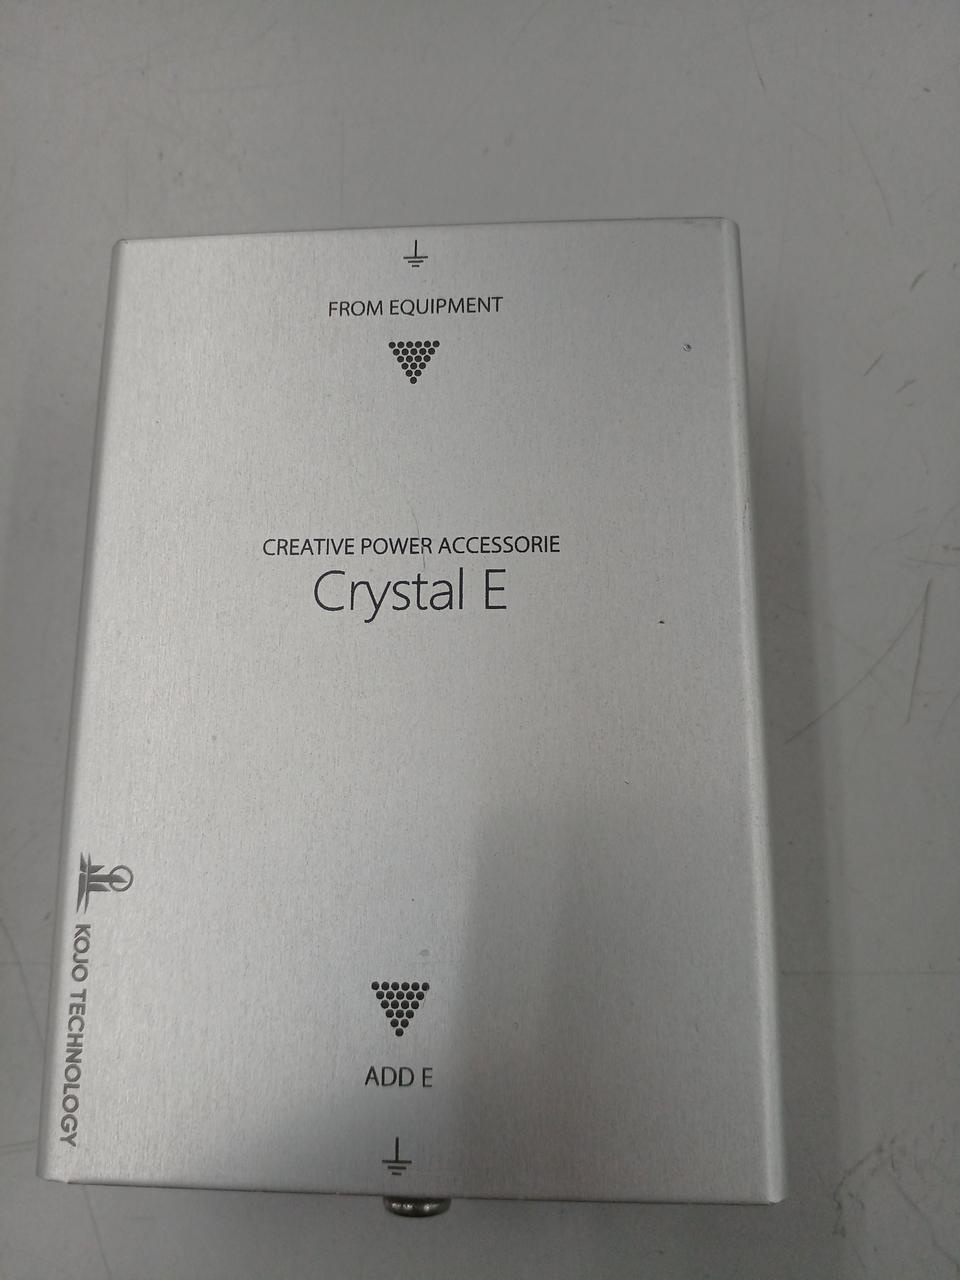 FROM EQUIPMENT
CREATIVE POWER ACCESSORIE
Crystal E
KOJO TECHNOLOGY
ADD E